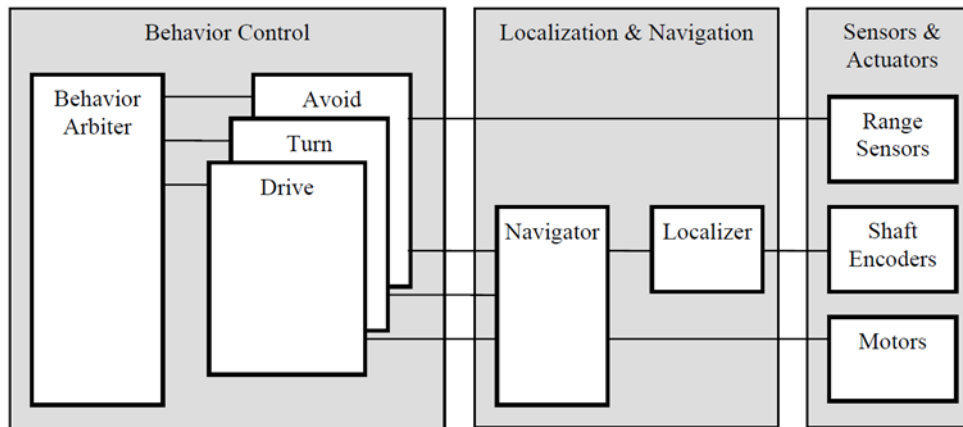 Behavior Control
Behavior
Arbiter
Avoid
Turn
Drive
Localization & Navigation
Navigator
Localizer
Sensors &
Actuators
Range
Sensors
Shaft
Encoders
Motors